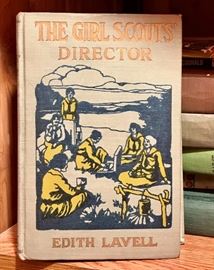 THE GIRL SCOUTS'
DIRECTOR
EDITH LAVELL